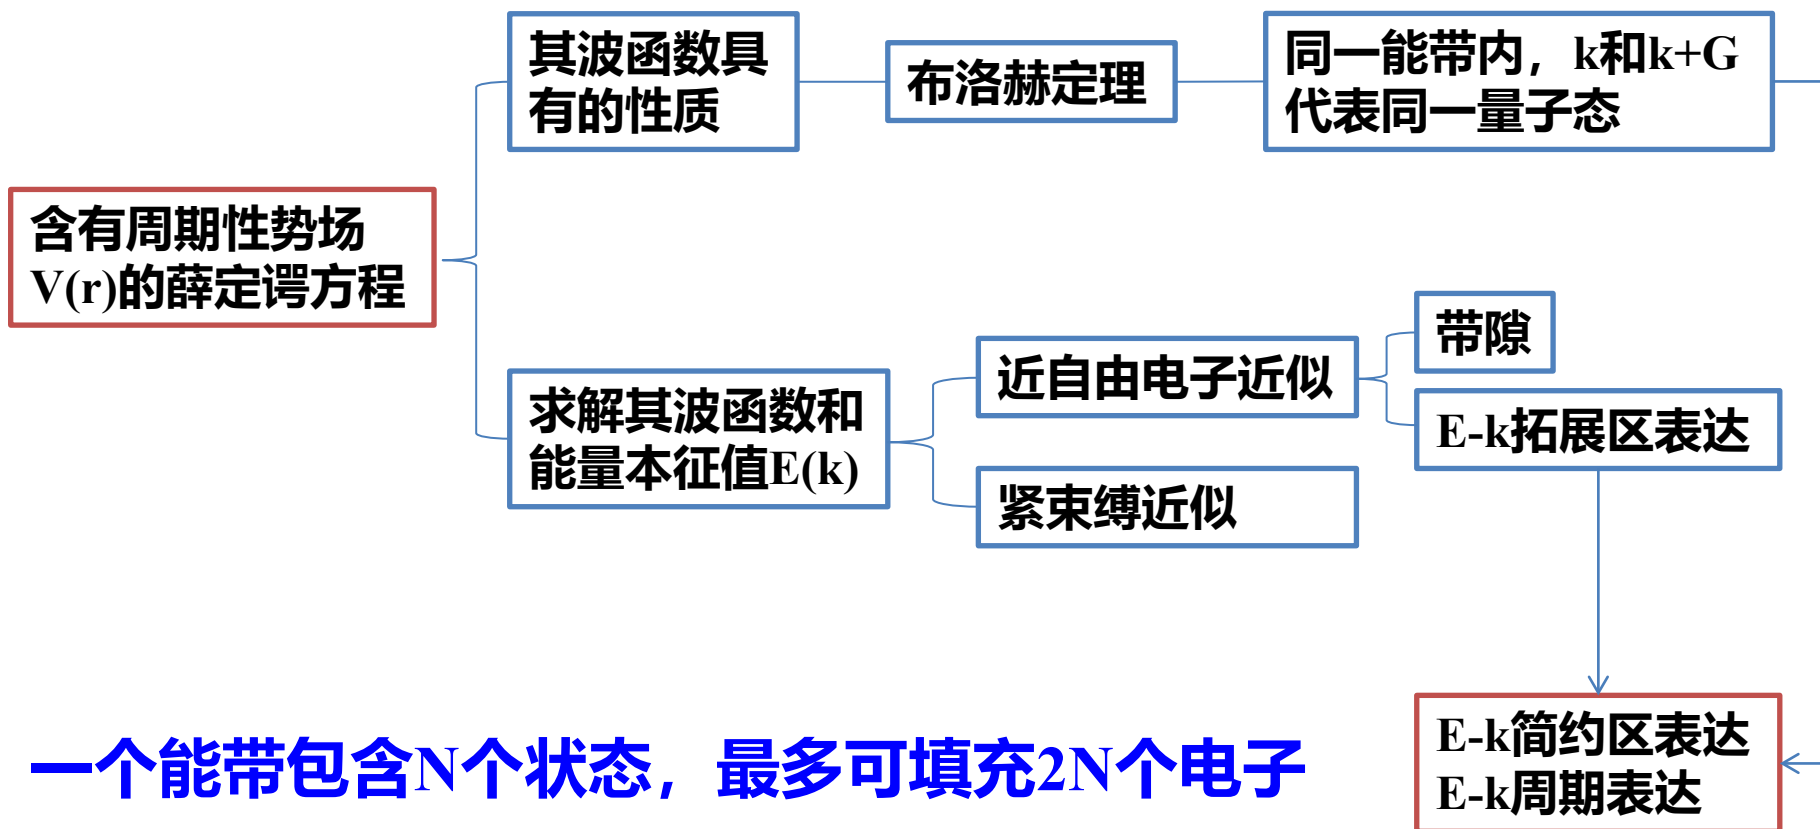 其波函数具
有的性质
布洛赫定理
同一能带内，k和k+G
代表同一量子态
含有周期性势场
V(r)的薛定谔方程
求解其波函数和
能量本征值E(k)
近自由电子近似
紧束缚近似
带隙
E-k拓展区表达
E-k简约区表达
E-k周期表达
一个能带包含N个状态，最多可填充2N个电子